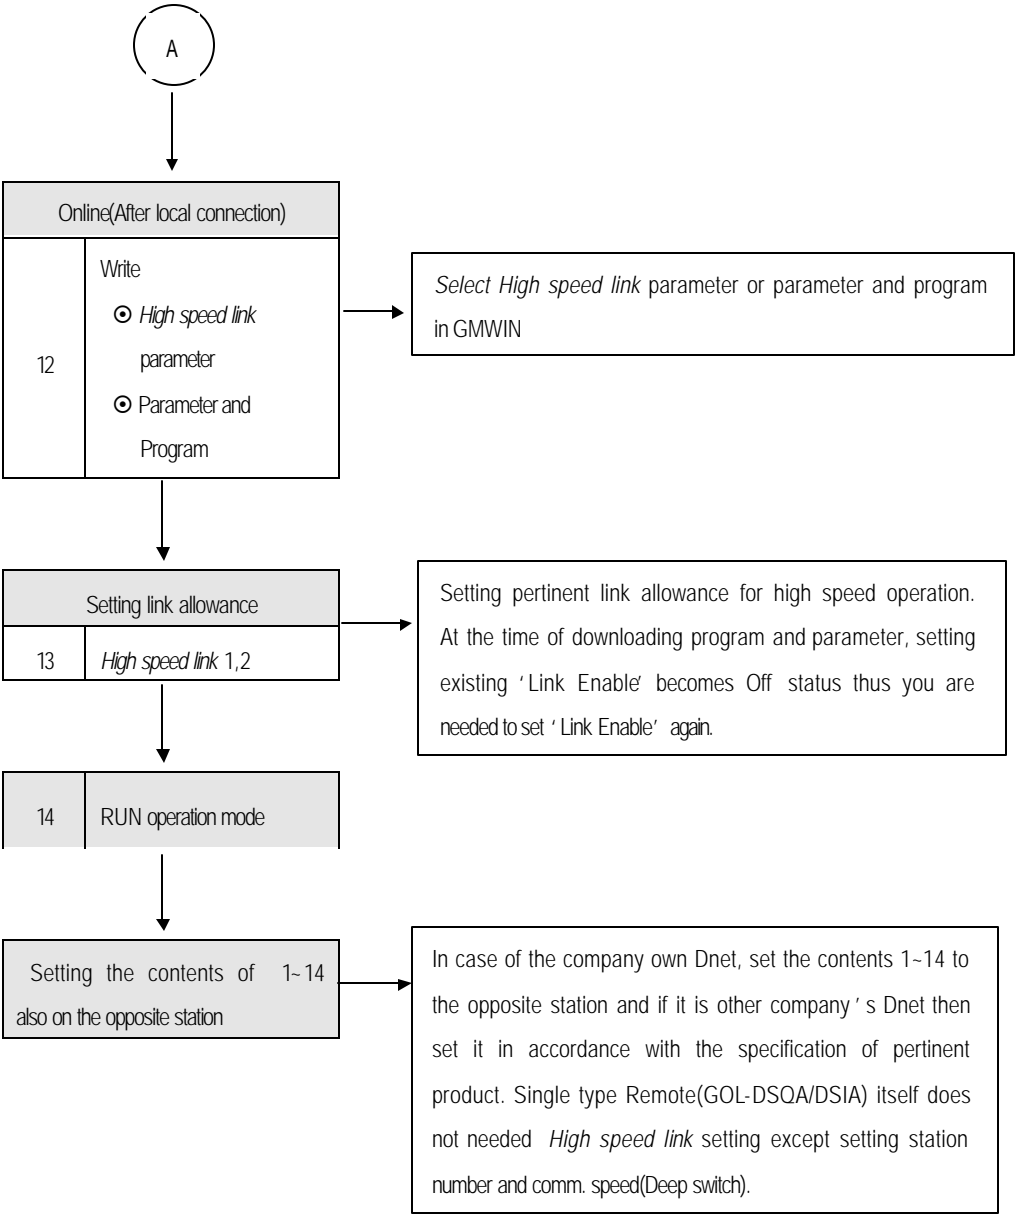 A
Online(After local connection)
12
Write
High speed link
parameter
Parameter and
Program
Select High speed link parameter or parameter and program
in GMWIN
Setting link allowance
13
High speed link 1,2
Setting pertinent link allowance for high speed operation.
At the time of downloading program and parameter, setting
existing ‘Link Enable’ becomes Off status thus you are
needed to set ‘Link Enable’ again.
14
RUN operation mode
Setting the contents of 1~14
also on the opposite station
In case of the company own Dnet, set the contents 1~14 to
the opposite station and if it is other company’s Dnet then
set it in accordance with the specification of pertinent
product. Single type Remote(GOL-DSQA/DSIA) itself does
not needed High speed link setting except setting station
number and comm. speed(Deep switch).